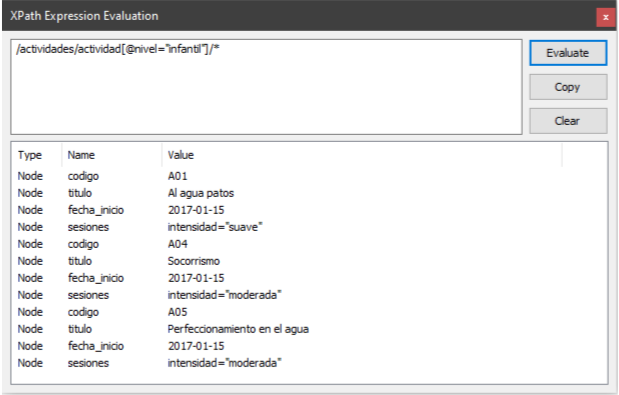 XPath Expression Evaluation
x
/actividades/actividad[@nivel="infantil"]/*
Evaluate
Copy
Clear
Type Name Value
Node codigo A01
Node titulo Al agua patos
Node fecha_inicio 2017-01-15
Node sesiones intensidad="suave"
Node codigo A04
Node titulo Socorrismo
Node fecha_inicio 2017-01-15
Node sesiones intensidad="moderada"
Node codigo A05
Node titulo Perfeccionamiento en el agua
Node fecha_inicio 2017-01-15
Node sesiones intensidad="moderada"